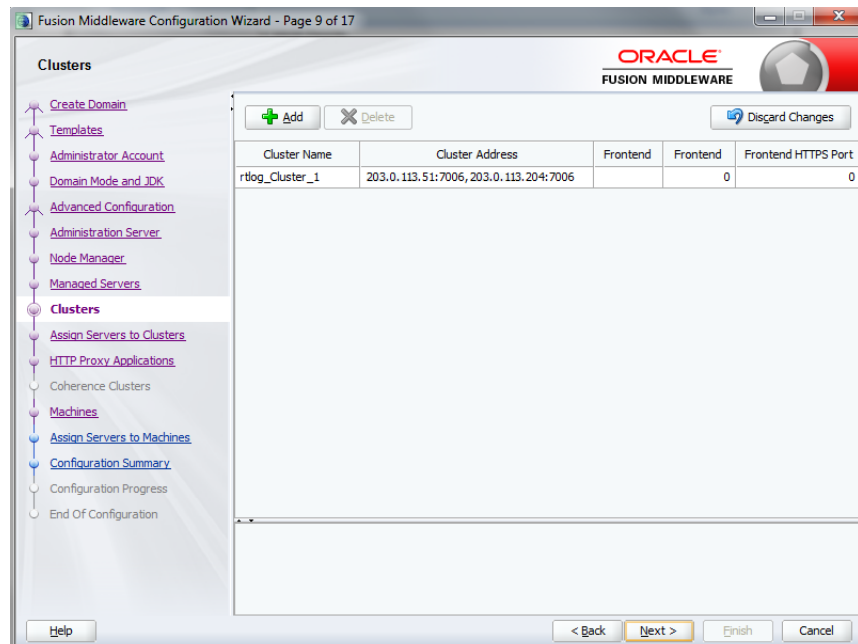 Fusion Middleware Configuration Wizard - Page 9 of 17
Clusters
ORACLE
FUSION MIDDLEWARE
Create Domain
Templates
Administrator Account
Domain Mode and JDK
Advanced Configuration
Administration Server
Node Manager
Managed Servers
Clusters
Assign Servers to Clusters
HTTP Proxy Applications
Coherence Clusters
Machines
Assign Servers to Machines
Configuration Summary
Configuration Progress
End Of Configuration
Add Delete Discard Changes
Cluster Name Cluster Address Frontend Frontend Frontend HTTPS Port
rtlog_Cluster_1 203.0.113.51:7006,203.0.113.204:7006 0 0
Help < Back Next > Finish Cancel